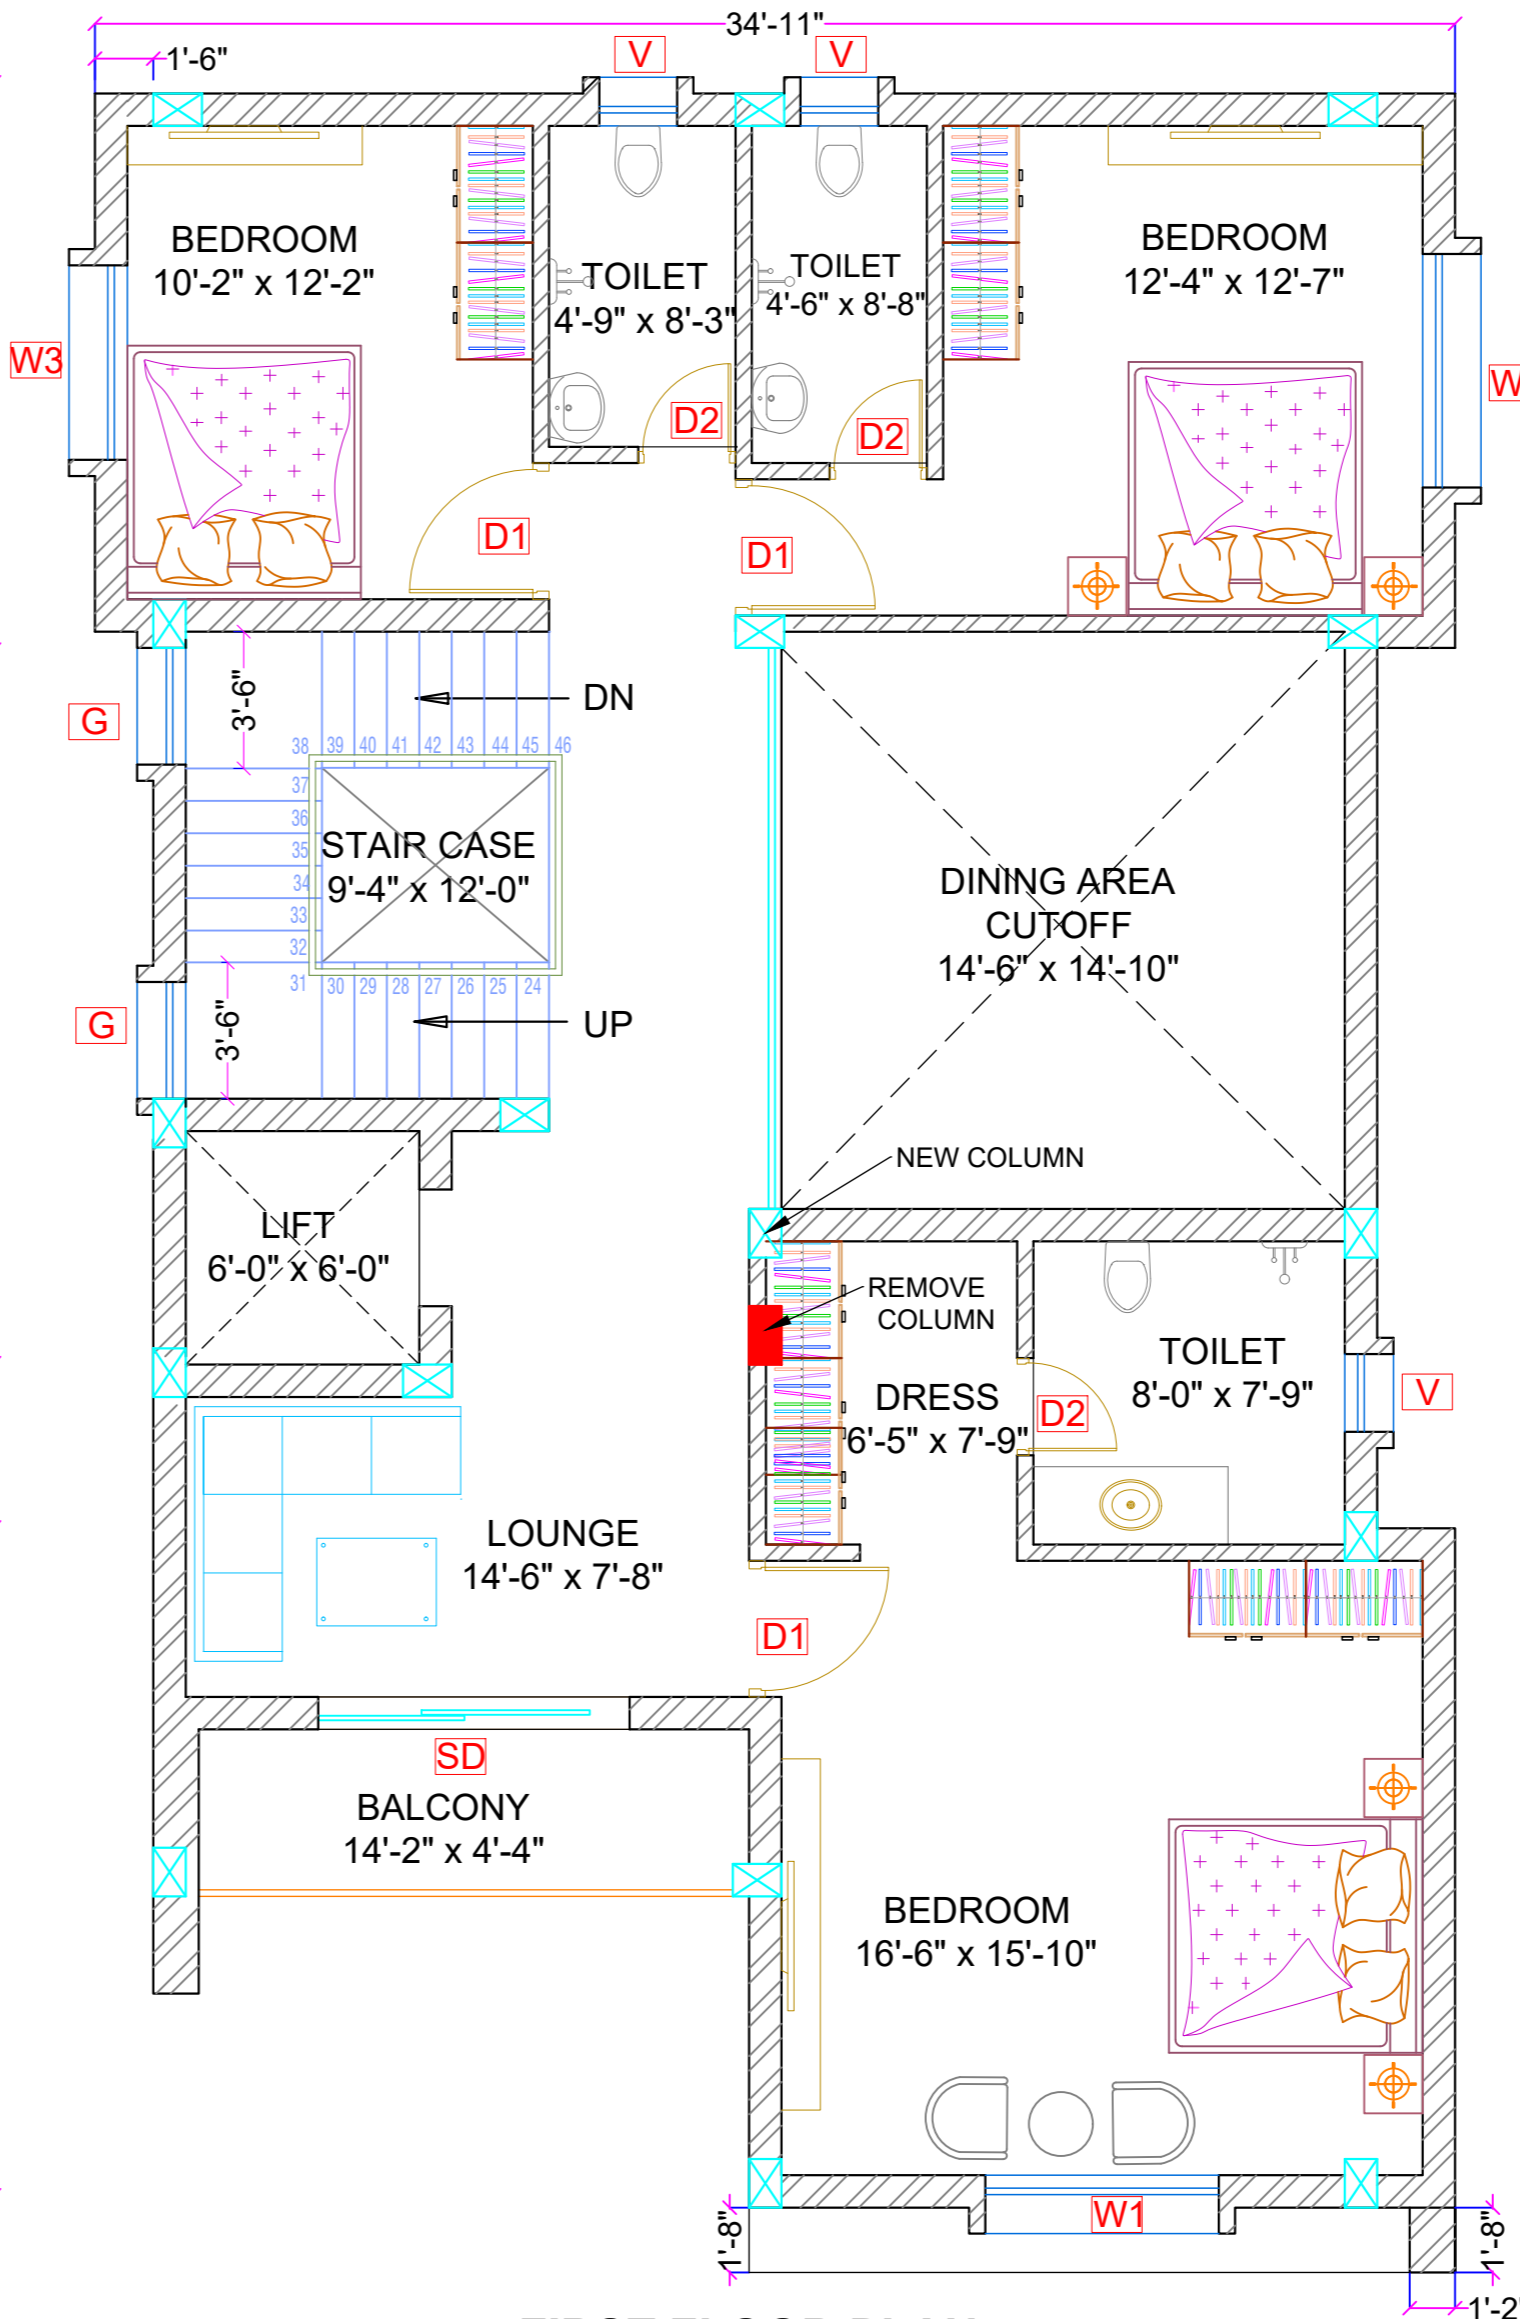 34'-11"
1'-6"
V
V
BEDROOM
10'-2" x 12'-2"
TOILET
4'-9" x 8'-3"
TOILET
4'-6" x 8'-8"
BEDROOM
12'-4" x 12'-7"
W3
W
D2
D2
D1
D1
3'-6"
DN
G
38 39 40 41 42 43 44 45 46
37
36
35
34
33
32
31 30 29 28 27 26 25 24
STAIR CASE
9'-4" x 12'-0"
DINING AREA
CUTOFF
14'-6" x 14'-10"
G
3'-6"
UP
NEW COLUMN
LIFT
6'-0" x 6'-0"
REMOVE
COLUMN
TOILET
8'-0" x 7'-9"
V
DRESS
6'-5" x 7'-9"
D2
LOUNGE
14'-6" x 7'-8"
D1
SD
BALCONY
14'-2" x 4'-4"
BEDROOM
16'-6" x 15'-10"
W1
1'-8"
1'-8"
1'-2"
FIRST FLOOR PLAN